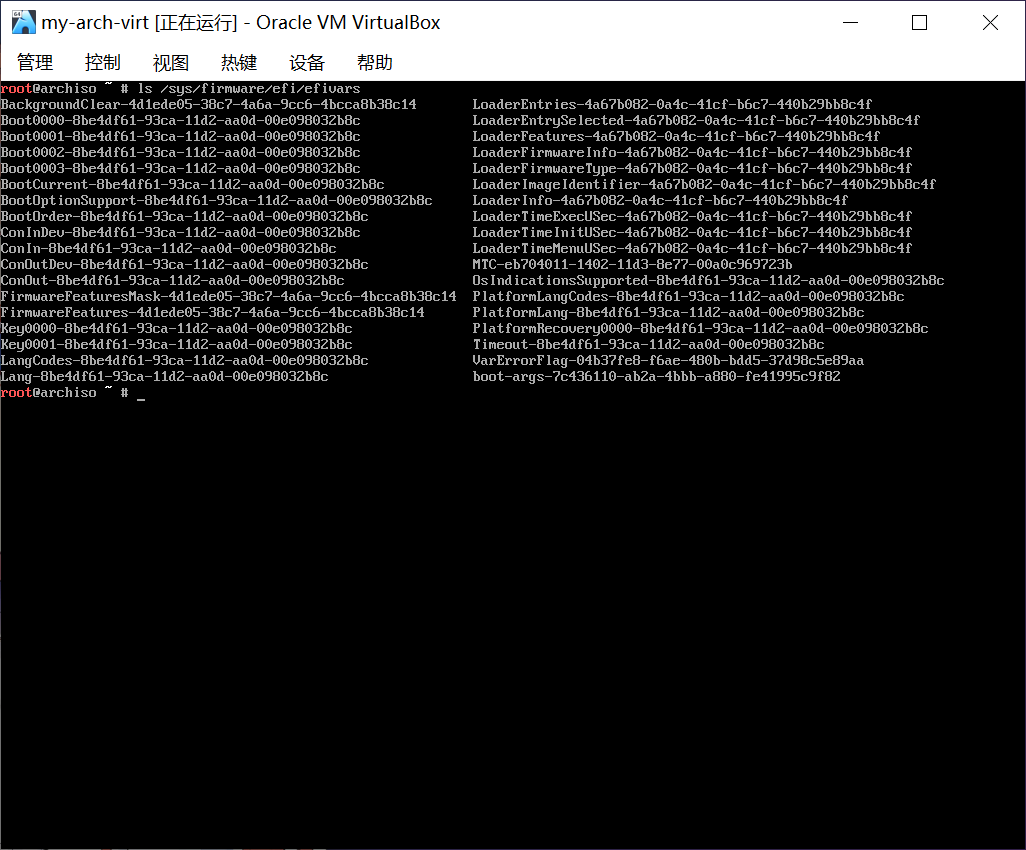 my-arch-virt [正在运行] - Oracle VM VirtualBox
管理 控制 视图 热键 设备 帮助
root@archiso ~ # ls /sys/firmware/efi/efivars
BackgroundClear-4d1ede05-38c7-4a6a-9cc6-4bcca8b38c14 LoaderEntries-4a67b082-0a4c-41cf-b6c7-440b29bb8c4f
Boot0000-8be4df61-93ca-11d2-aa0d-00e098032b8c LoaderEntrySelected-4a67b082-0a4c-41cf-b6c7-440b29bb8c4f
Boot0001-8be4df61-93ca-11d2-aa0d-00e098032b8c LoaderFeatures-4a67b082-0a4c-41cf-b6c7-440b29bb8c4f
Boot0002-8be4df61-93ca-11d2-aa0d-00e098032b8c LoaderFirmwareInfo-4a67b082-0a4c-41cf-b6c7-440b29bb8c4f
Boot0003-8be4df61-93ca-11d2-aa0d-00e098032b8c LoaderFirmwareType-4a67b082-0a4c-41cf-b6c7-440b29bb8c4f
BootCurrent-8be4df61-93ca-11d2-aa0d-00e098032b8c LoaderImageIdentifier-4a67b082-0a4c-41cf-b6c7-440b29bb8c4f
BootOptionSupport-8be4df61-93ca-11d2-aa0d-00e098032b8c LoaderInfo-4a67b082-0a4c-41cf-b6c7-440b29bb8c4f
BootOrder-8be4df61-93ca-11d2-aa0d-00e098032b8c LoaderTimeExecUSec-4a67b082-0a4c-41cf-b6c7-440b29bb8c4f
ConInDev-8be4df61-93ca-11d2-aa0d-00e098032b8c LoaderTimeInitUSec-4a67b082-0a4c-41cf-b6c7-440b29bb8c4f
ConIn-8be4df61-93ca-11d2-aa0d-00e098032b8c LoaderTimeMenuUSec-4a67b082-0a4c-41cf-b6c7-440b29bb8c4f
ConOutDev-8be4df61-93ca-11d2-aa0d-00e098032b8c MTC-eb704011-1402-11d3-8e77-00a0c969723b
ConOut-8be4df61-93ca-11d2-aa0d-00e098032b8c OsIndicationsSupported-8be4df61-93ca-11d2-aa0d-00e098032b8c
FirmwareFeaturesMask-4d1ede05-38c7-4a6a-9cc6-4bcca8b38c14 PlatformLangCodes-8be4df61-93ca-11d2-aa0d-00e098032b8c
FirmwareFeatures-4d1ede05-38c7-4a6a-9cc6-4bcca8b38c14 PlatformLang-8be4df61-93ca-11d2-aa0d-00e098032b8c
Key0000-8be4df61-93ca-11d2-aa0d-00e098032b8c PlatformRecovery0000-8be4df61-93ca-11d2-aa0d-00e098032b8c
Key0001-8be4df61-93ca-11d2-aa0d-00e098032b8c Timeout-8be4df61-93ca-11d2-aa0d-00e098032b8c
LangCodes-8be4df61-93ca-11d2-aa0d-00e098032b8c VarErrorFlag-04b37fe8-f6ae-480b-bdd5-37d98c5e89aa
Lang-8be4df61-93ca-11d2-aa0d-00e098032b8c boot-args-7c436110-ab2a-4bbb-a880-fe41995c9f82
root@archiso ~ # _